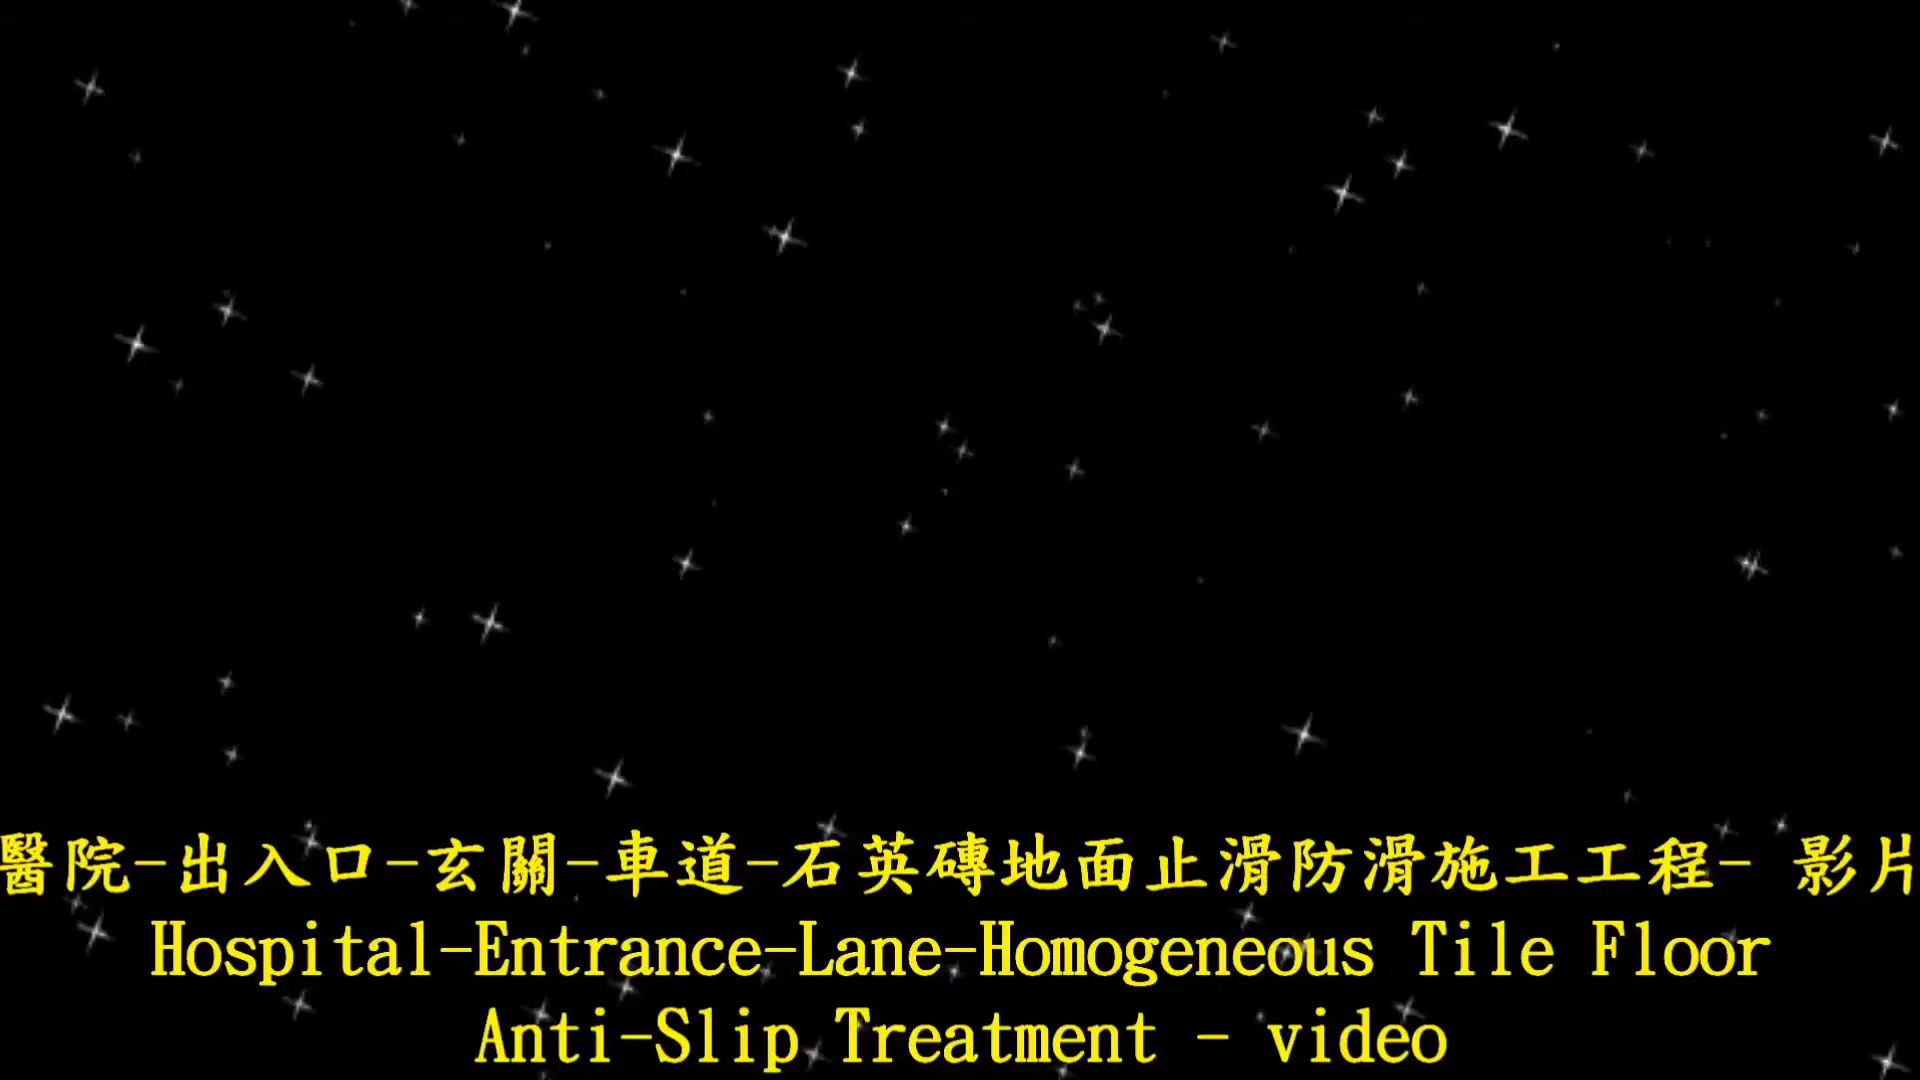 醫院-出入口-玄關-車道-石英磚地面止滑防滑施工工程- 影片
Hospital-Entrance-Lane-Homogeneous Tile Floor
Anti-Slip Treatment - video